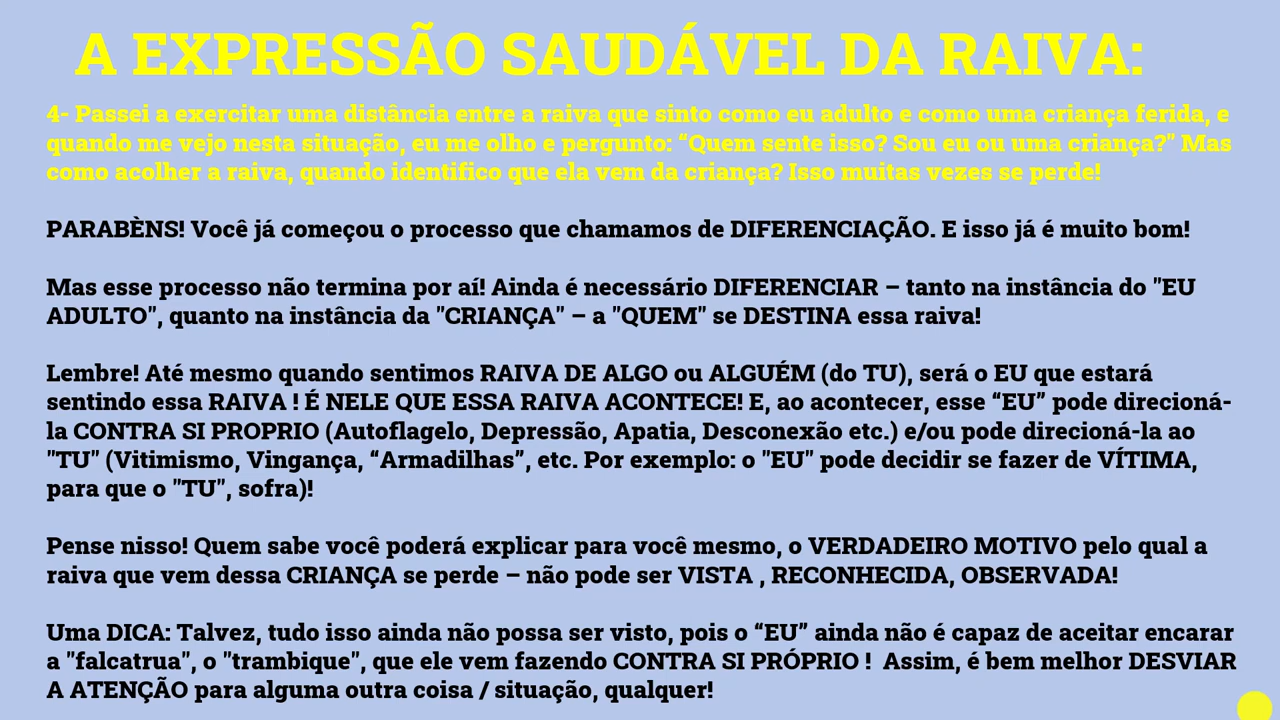 A EXPRESSÃO SAUDÁVEL DA RAIVA:
4- Passei a exercitar uma distância entre a raiva que sinto como eu adulto e como uma criança ferida, e
quando me vejo nesta situação, eu me olho e pergunto: “Quem sente isso? Sou eu ou uma criança?” Mas
como acolher a raiva, quando identifico que ela vem da criança? Isso muitas vezes se perde!
PARABÈNS! Você já começou o processo que chamamos de DIFERENCIAÇÃO. E isso já é muito bom!
Mas esse processo não termina por aí! Ainda é necessário DIFERENCIAR – tanto na instância do "EU
ADULTO", quanto na instância da "CRIANÇA" – a "QUEM" se DESTINA essa raiva!
Lembre! Até mesmo quando sentimos RAIVA DE ALGO ou ALGUÉM (do TU), será o EU que estará
sentindo essa RAIVA ! É NELE QUE ESSA RAIVA ACONTECE! E, ao acontecer, esse “EU” pode direcioná-
la CONTRA SI PROPRIO (Autoflagelo, Depressão, Apatia, Desconexão etc.) e/ou pode direcioná-la ao
"TU" (Vitimismo, Vingança, “Armadilhas”, etc. Por exemplo: o "EU" pode decidir se fazer de VÍTIMA,
para que o "TU", sofra)!
Pense nisso! Quem sabe você poderá explicar para você mesmo, o VERDADEIRO MOTIVO pelo qual a
raiva que vem dessa CRIANÇA se perde – não pode ser VISTA , RECONHECIDA, OBSERVADA!
Uma DICA: Talvez, tudo isso ainda não possa ser visto, pois o “EU” ainda não é capaz de aceitar encarar
a "falcatrua", o "trambique", que ele vem fazendo CONTRA SI PRÓPRIO !  Assim, é bem melhor DESVIAR
A ATENÇÃO para alguma outra coisa / situação, qualquer!